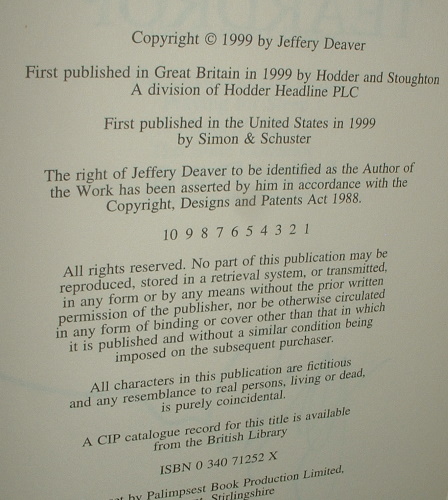 Copyright © 1999 by Jeffery Deaver
First published in Great Britain in 1999 by Hodder and Stoughton
A division of Hodder Headline PLC
First published in the United States in 1999
by Simon & Schuster
The right of Jeffery Deaver to be identified as the Author of
the Work has been asserted by him in accordance with the
Copyright, Designs and Patents Act 1988.
10 9 8 7 6 5 4 3 2 1
All rights reserved. No part of this publication may be
reproduced, stored in a retrieval system, or transmitted,
in any form or by any means without the prior written
permission of the publisher, nor be otherwise circulated
in any form of binding or cover other than that in which
it is published and without a similar condition being
imposed on the subsequent purchaser.
All characters in this publication are fictitious
and any resemblance to real persons, living or dead,
is purely coincidental.
A CIP catalogue record for this title is available
from the British Library
ISBN 0 340 71252 X
by Palimpsest Book Production Limited,
Stirlingshire